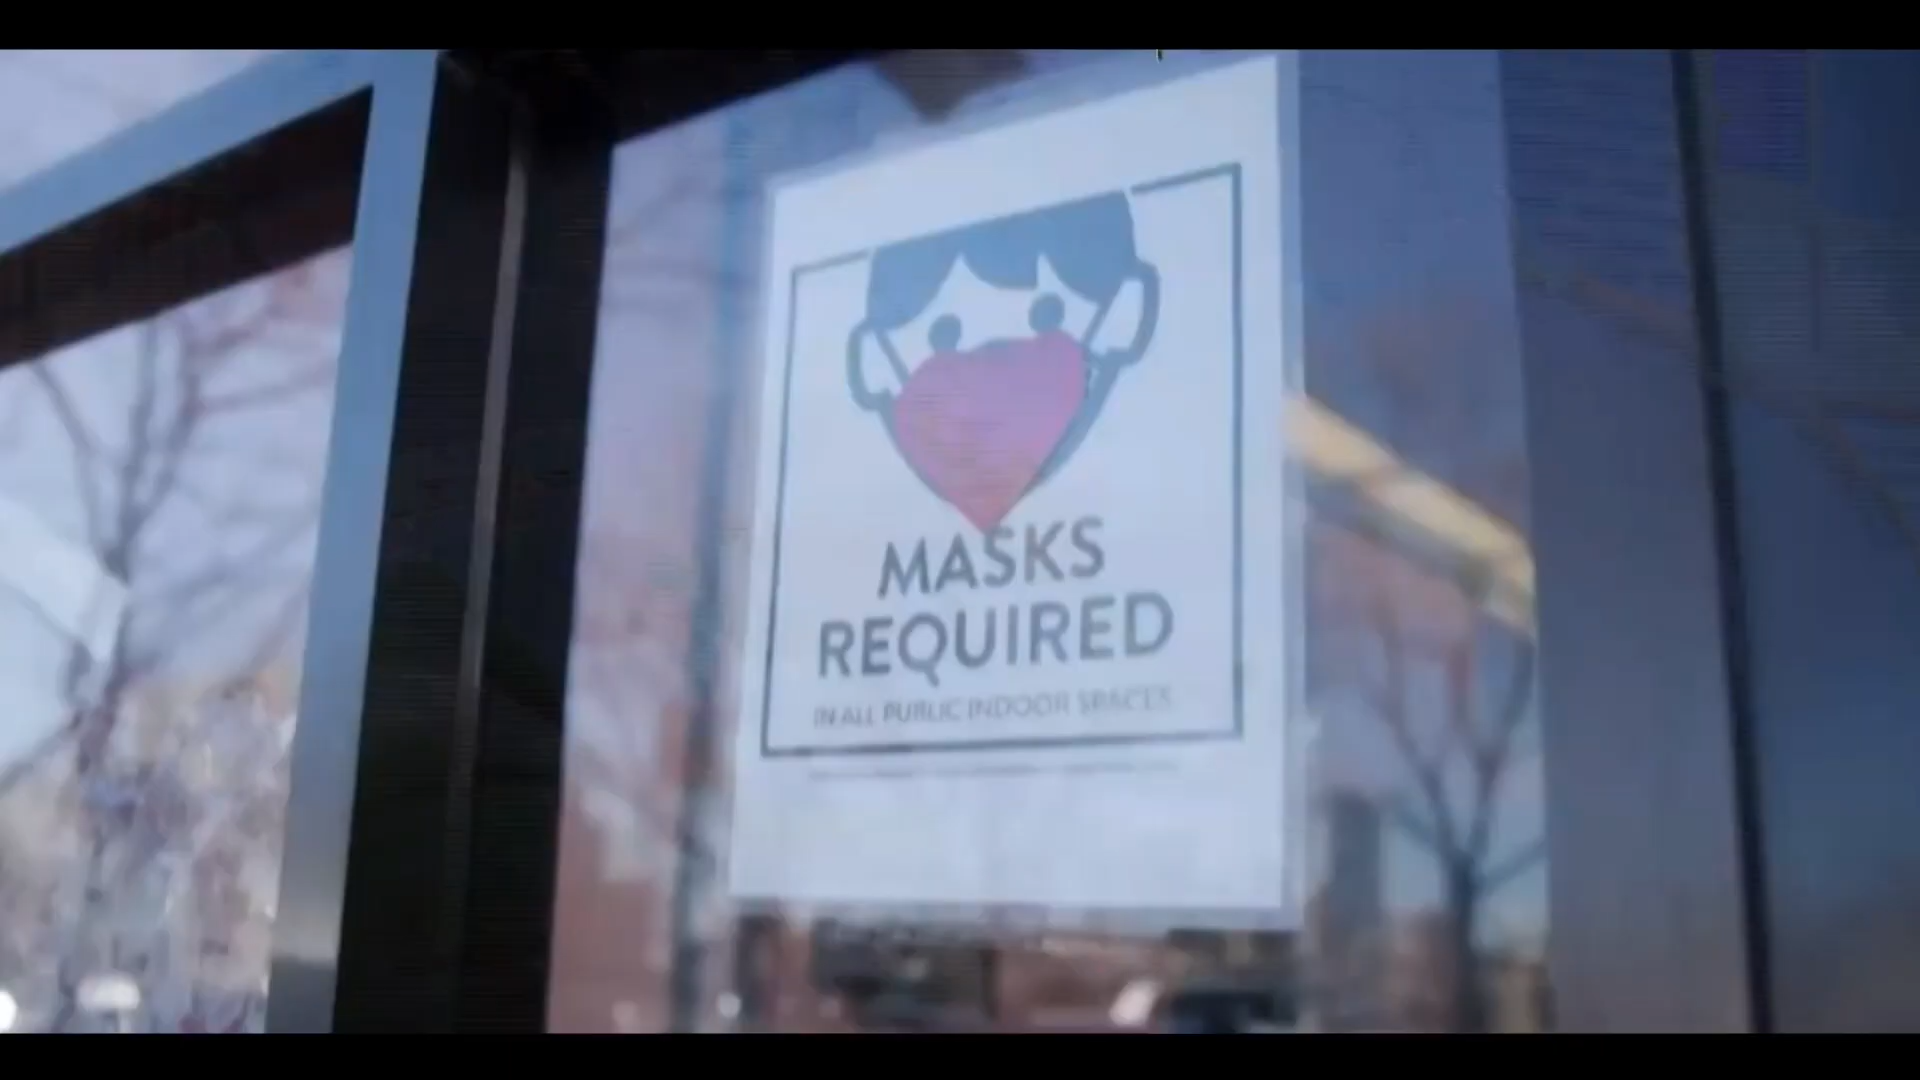 MASKS
REQUIRED
IN ALL PUBLIC INDOOR SPACES